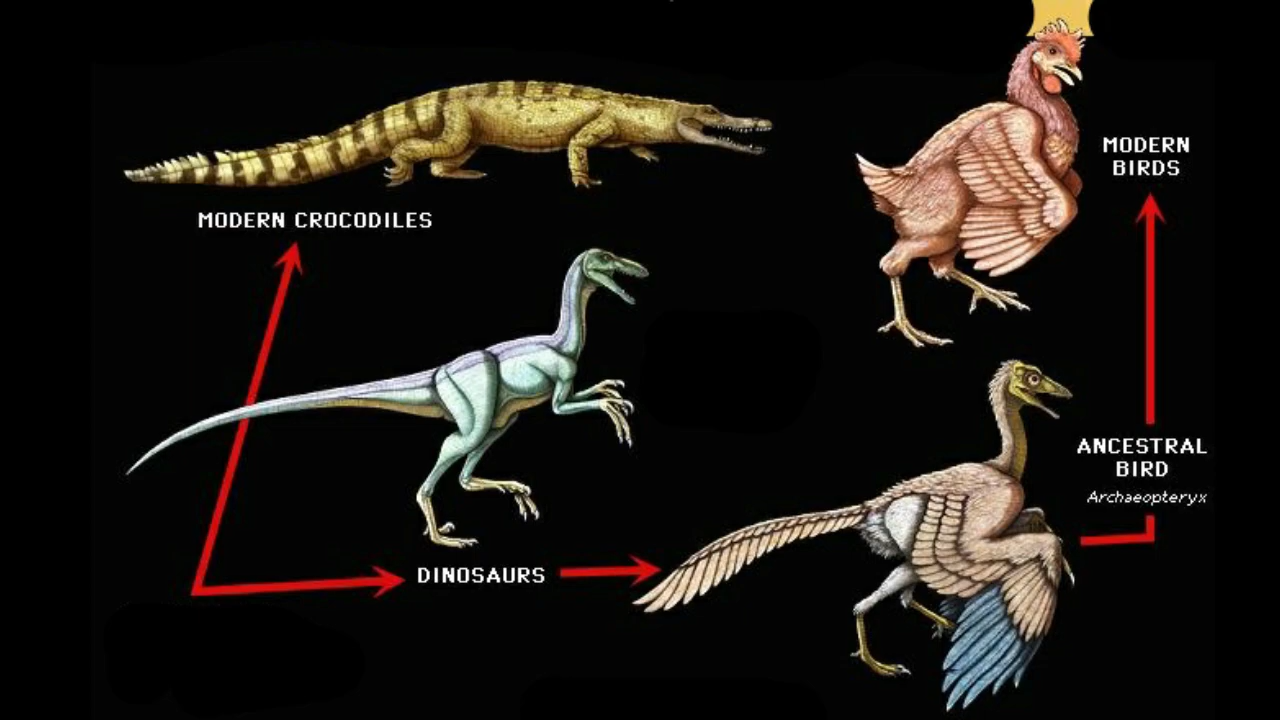 MODERN CROCODILES
MODERN
BIRDS
ANCESTRAL
BIRD
Archaeopteryx
DINOSAURS